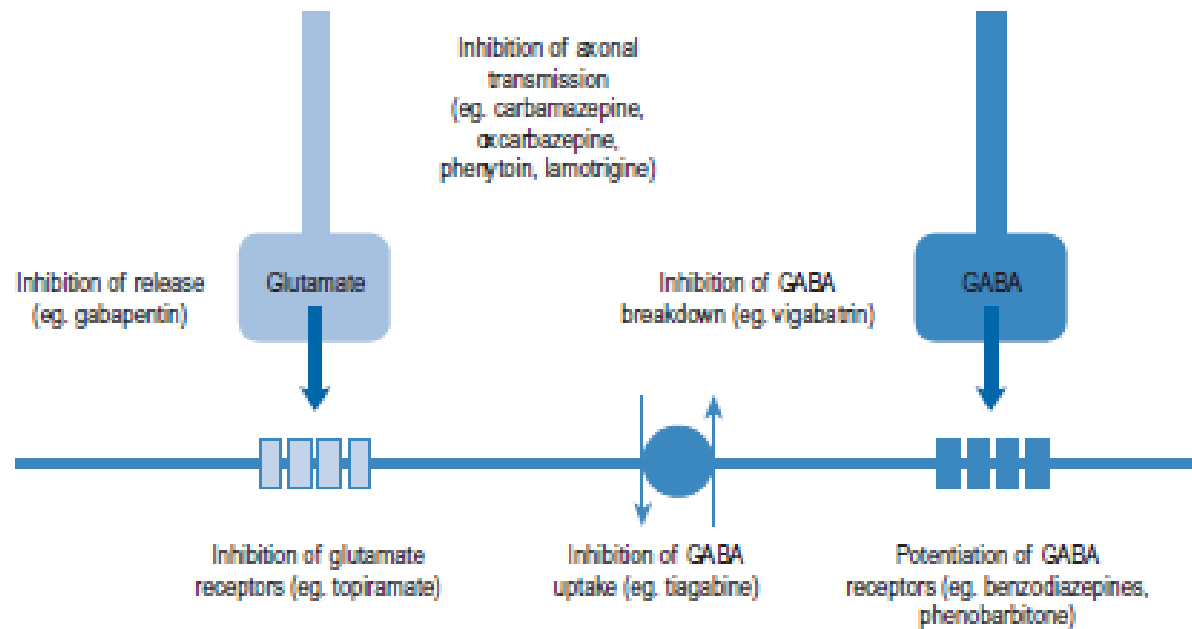 Inhibition of axonal
transmission
(eg. carbamazepine,
oxcarbazepine,
phenytoin, lamotrigine)
Inhibition of release
(eg. gabapentin)
Glutamate
Inhibition of GABA
breakdown (eg. vigabatrin)
GABA
Inhibition of glutamate
receptors (eg. topiramate)
Inhibition of GABA
uptake (eg. tiagabine)
Potentiation of GABA
receptors (eg. benzodiazepines,
phenobarbitone)